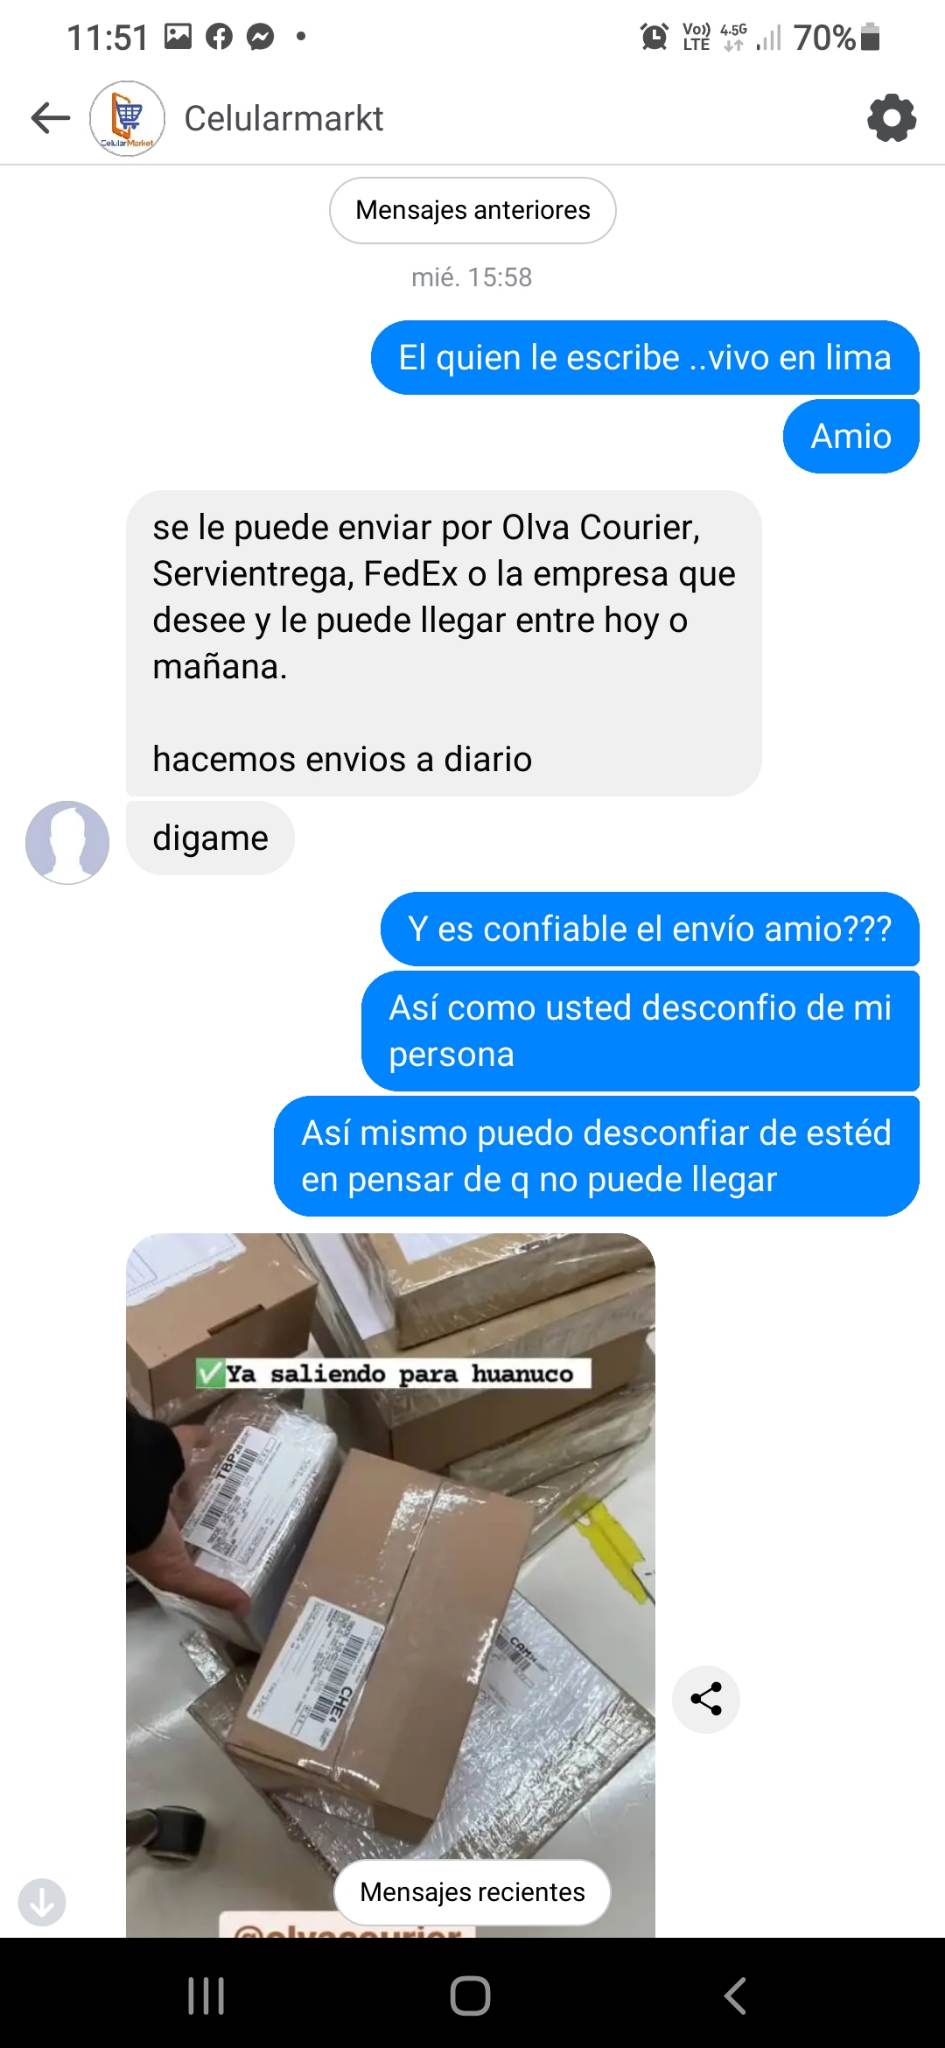 11:51
Vo)) LTE 4.5G 70%
Celularmarkt
CelularMarket
Mensajes anteriores
mié. 15:58
El quien le escribe ..vivo en lima
Amio
se le puede enviar por Olva Courier,
Servientrega, FedEx o la empresa que
desee y le puede llegar entre hoy o
mañana.
hacemos envios a diario
digame
Y es confiable el envío amio???
Así como usted desconfio de mi
persona
Así mismo puedo desconfiar de estéd
en pensar de q no puede llegar
✅Ya saliendo para huanuco
TBP28
CHE4
CAMH
Mensajes recientes
@olvacourier